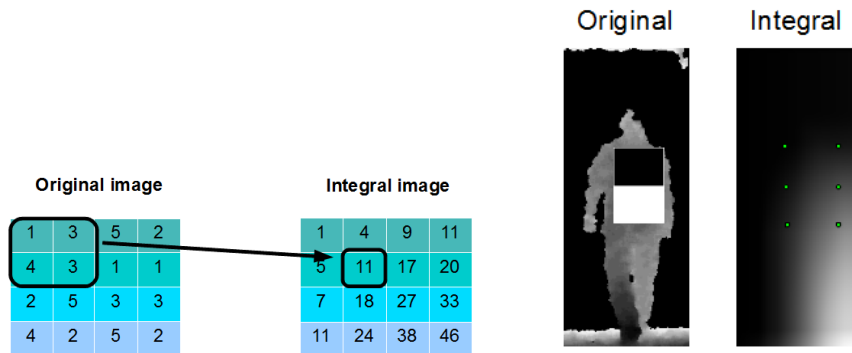 Original
Integral
Original image
Integral image
1 3 5 2
4 3 1 1
2 5 3 3
4 2 5 2
1 4 9 11
5 11 17 20
7 18 27 33
11 24 38 46